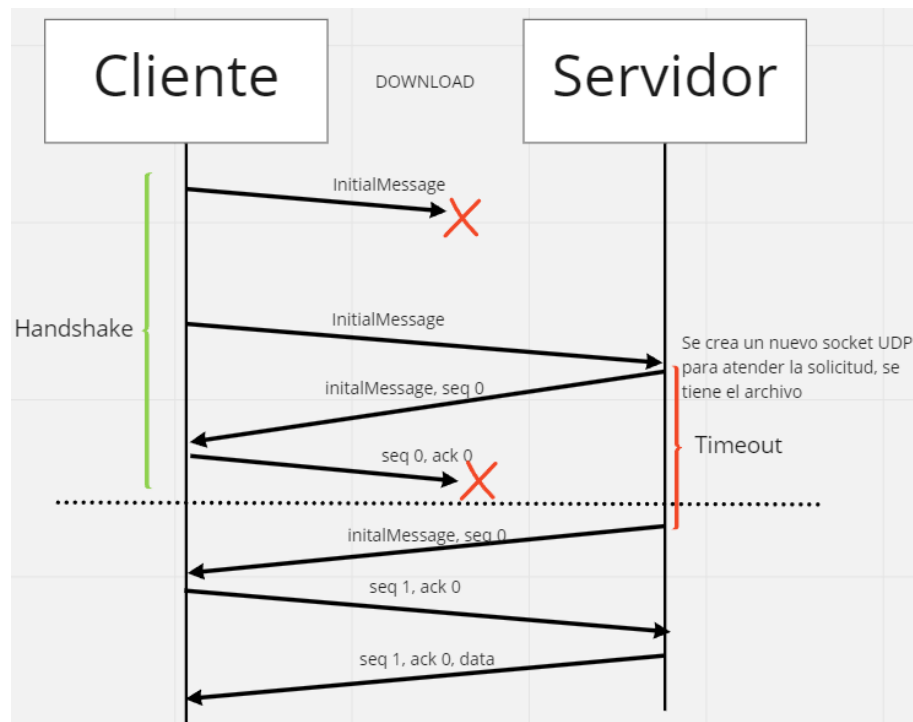 Cliente
DOWNLOAD
Servidor
InitialMessage
Handshake
InitialMessage
Se crea un nuevo socket UDP
para atender la solicitud, se
tiene el archivo
initalMessage, seq 0
Timeout
seq 0, ack 0
initalMessage, seq 0
seq 1, ack 0
seq 1, ack 0, data